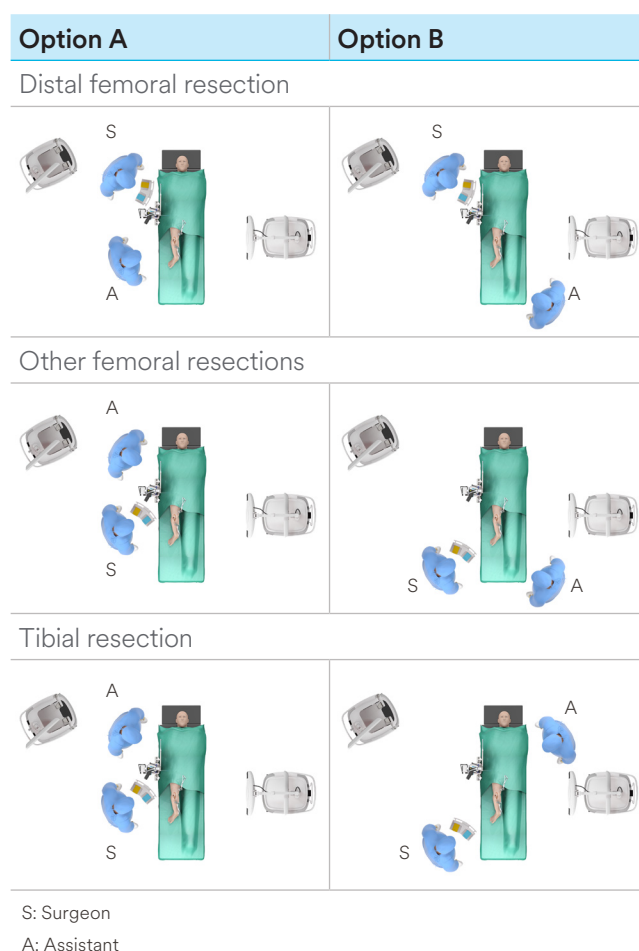 Option A
Option B
Distal femoral resection
S
A
S
A
Other femoral resections
A
S
S
A
Tibial resection
A
S
A
S
S: Surgeon
A: Assistant